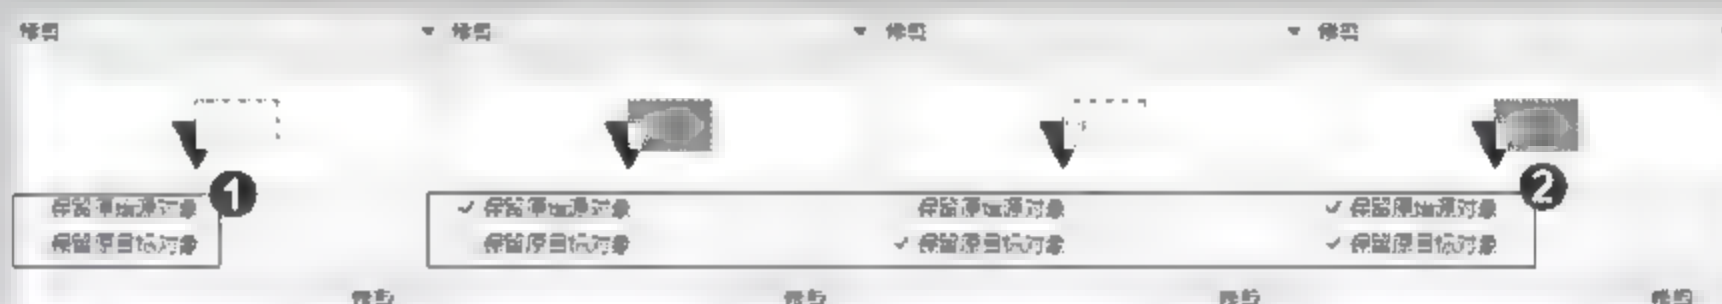 修剪 修剪 修剪 修剪
1 2
保留原始源对象 ✓ 保留原始源对象 保留原始源对象 ✓ 保留原始源对象
保留原目标对象 保留原目标对象 ✓ 保留原目标对象 ✓ 保留原目标对象
修剪 修剪 修剪 修剪